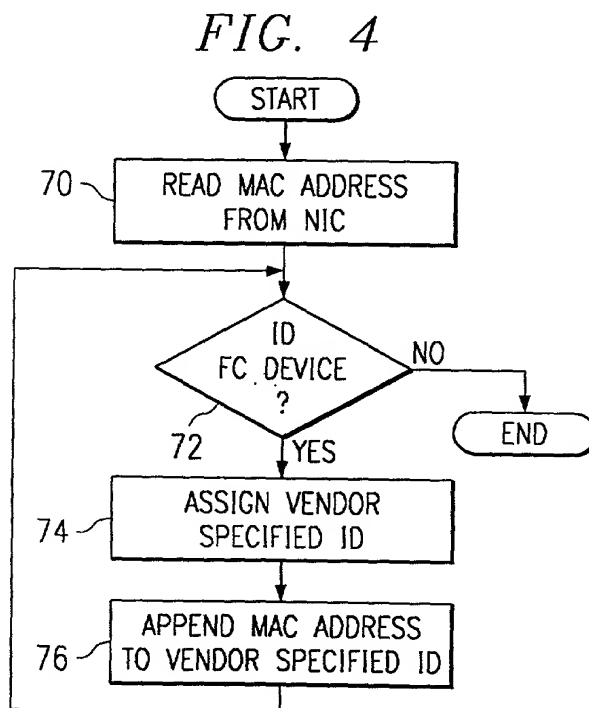 FIG. 4
START
70
READ MAC ADDRESS
FROM NIC
ID
FC DEVICE
?
NO
72
YES
END
74
ASSIGN VENDOR
SPECIFIED ID
76
APPEND MAC ADDRESS
TO VENDOR SPECIFIED ID